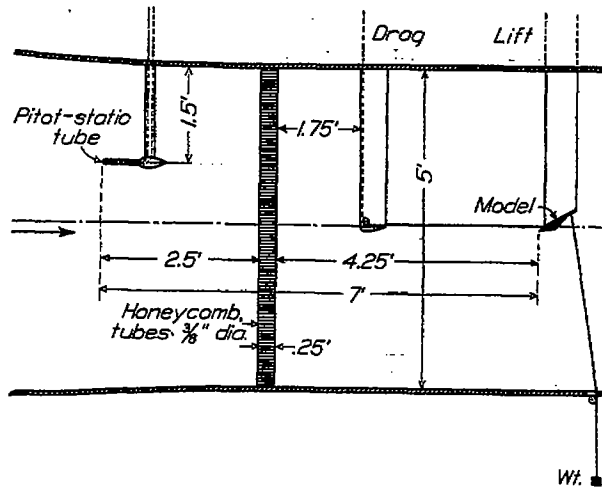 Drag
Lift
Pitot-static
tube
1.5'
1.75'
5'
Model
2.5'
4.25'
7'
Honeycomb,
tubes 3/8" dia.
.25'
Wt.